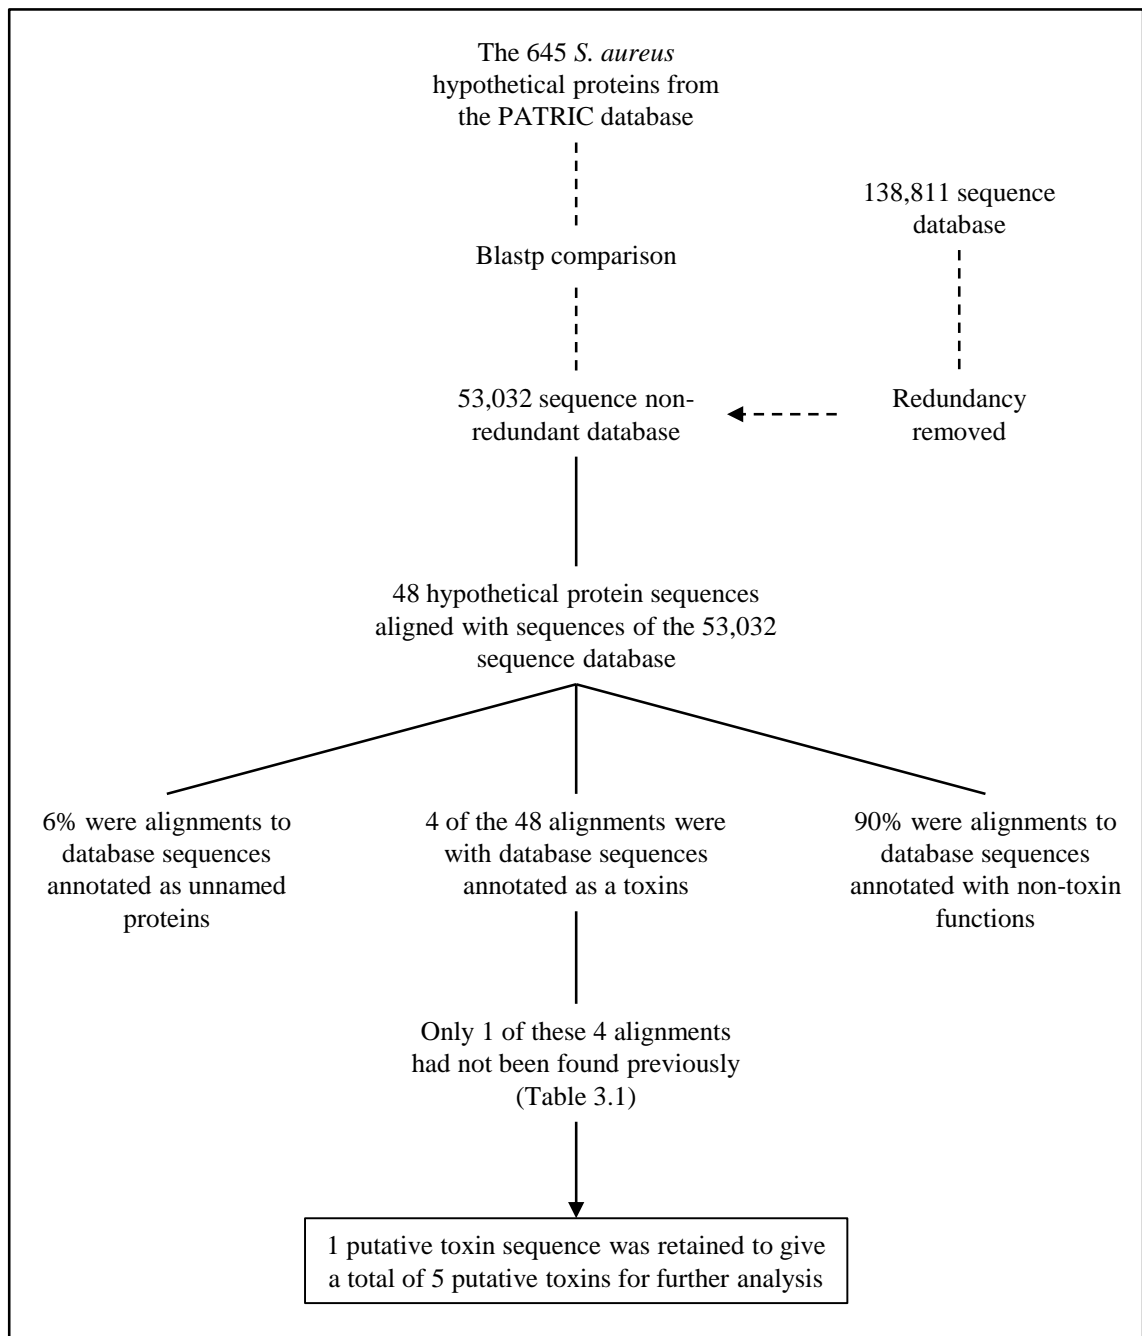 The 645 S. aureus
hypothetical proteins from
the PATRIC database
138,811 sequence
database
Blastp comparison
53,032 sequence non-
redundant database
Redundancy
removed
48 hypothetical protein sequences
aligned with sequences of the 53,032
sequence database
6% were alignments to
database sequences
annotated as unnamed
proteins
4 of the 48 alignments were
with database sequences
annotated as a toxins
90% were alignments to
database sequences
annotated with non-toxin
functions
Only 1 of these 4 alignments
had not been found previously
(Table 3.1)
1 putative toxin sequence was retained to give
a total of 5 putative toxins for further analysis